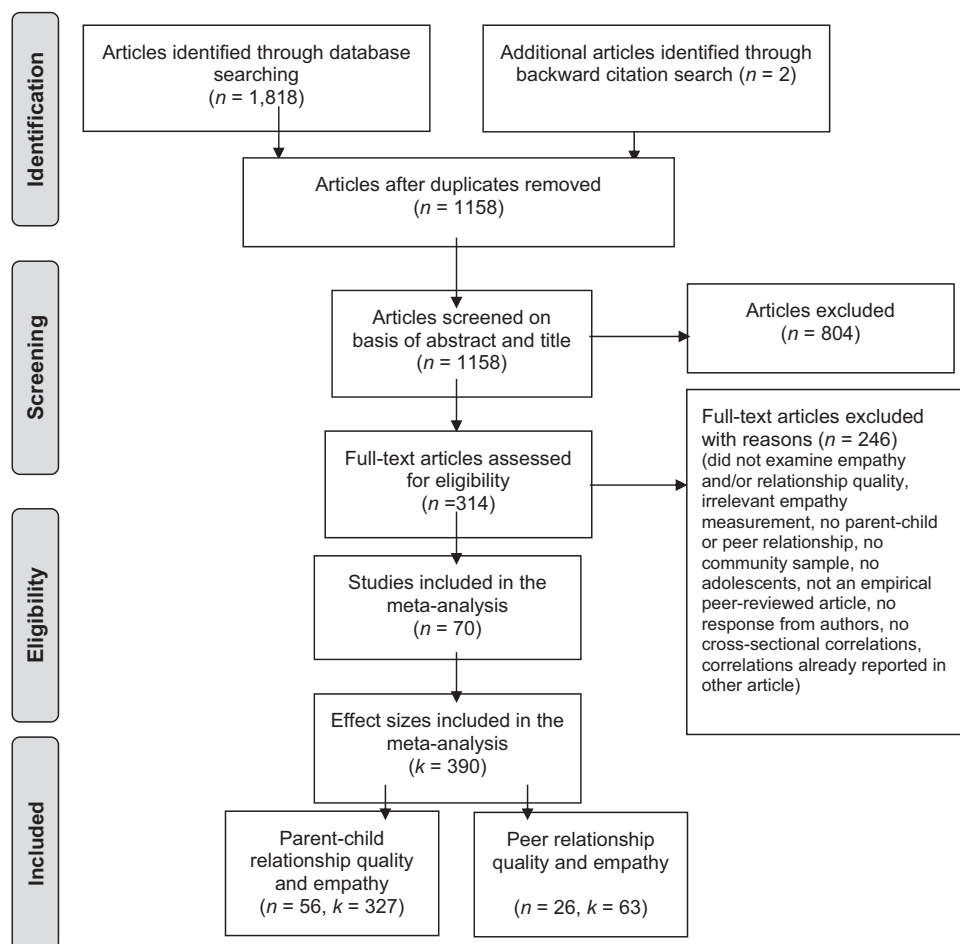 Identification
Articles identified through database
searching
(n = 1,818)
Additional articles identified through
backward citation search (n = 2)
Articles after duplicates removed
(n = 1158)
Screening
Articles screened on
basis of abstract and title
(n = 1158)
Articles excluded
(n = 804)
Full-text articles assessed
for eligibility
(n =314)
Full-text articles excluded
with reasons (n = 246)
(did not examine empathy
and/or relationship quality,
irrelevant empathy
measurement, no parent-child
or peer relationship, no
community sample, no
adolescents, not an empirical
peer-reviewed article, no
response from authors, no
cross-sectional correlations,
correlations already reported in
other article)
Eligibility
Studies included in the
meta-analysis
(n = 70)
Effect sizes included in the
meta-analysis
(k = 390)
Included
Parent-child
relationship quality
and empathy
(n = 56, k = 327)
Peer relationship
quality and empathy
(n = 26, k = 63)